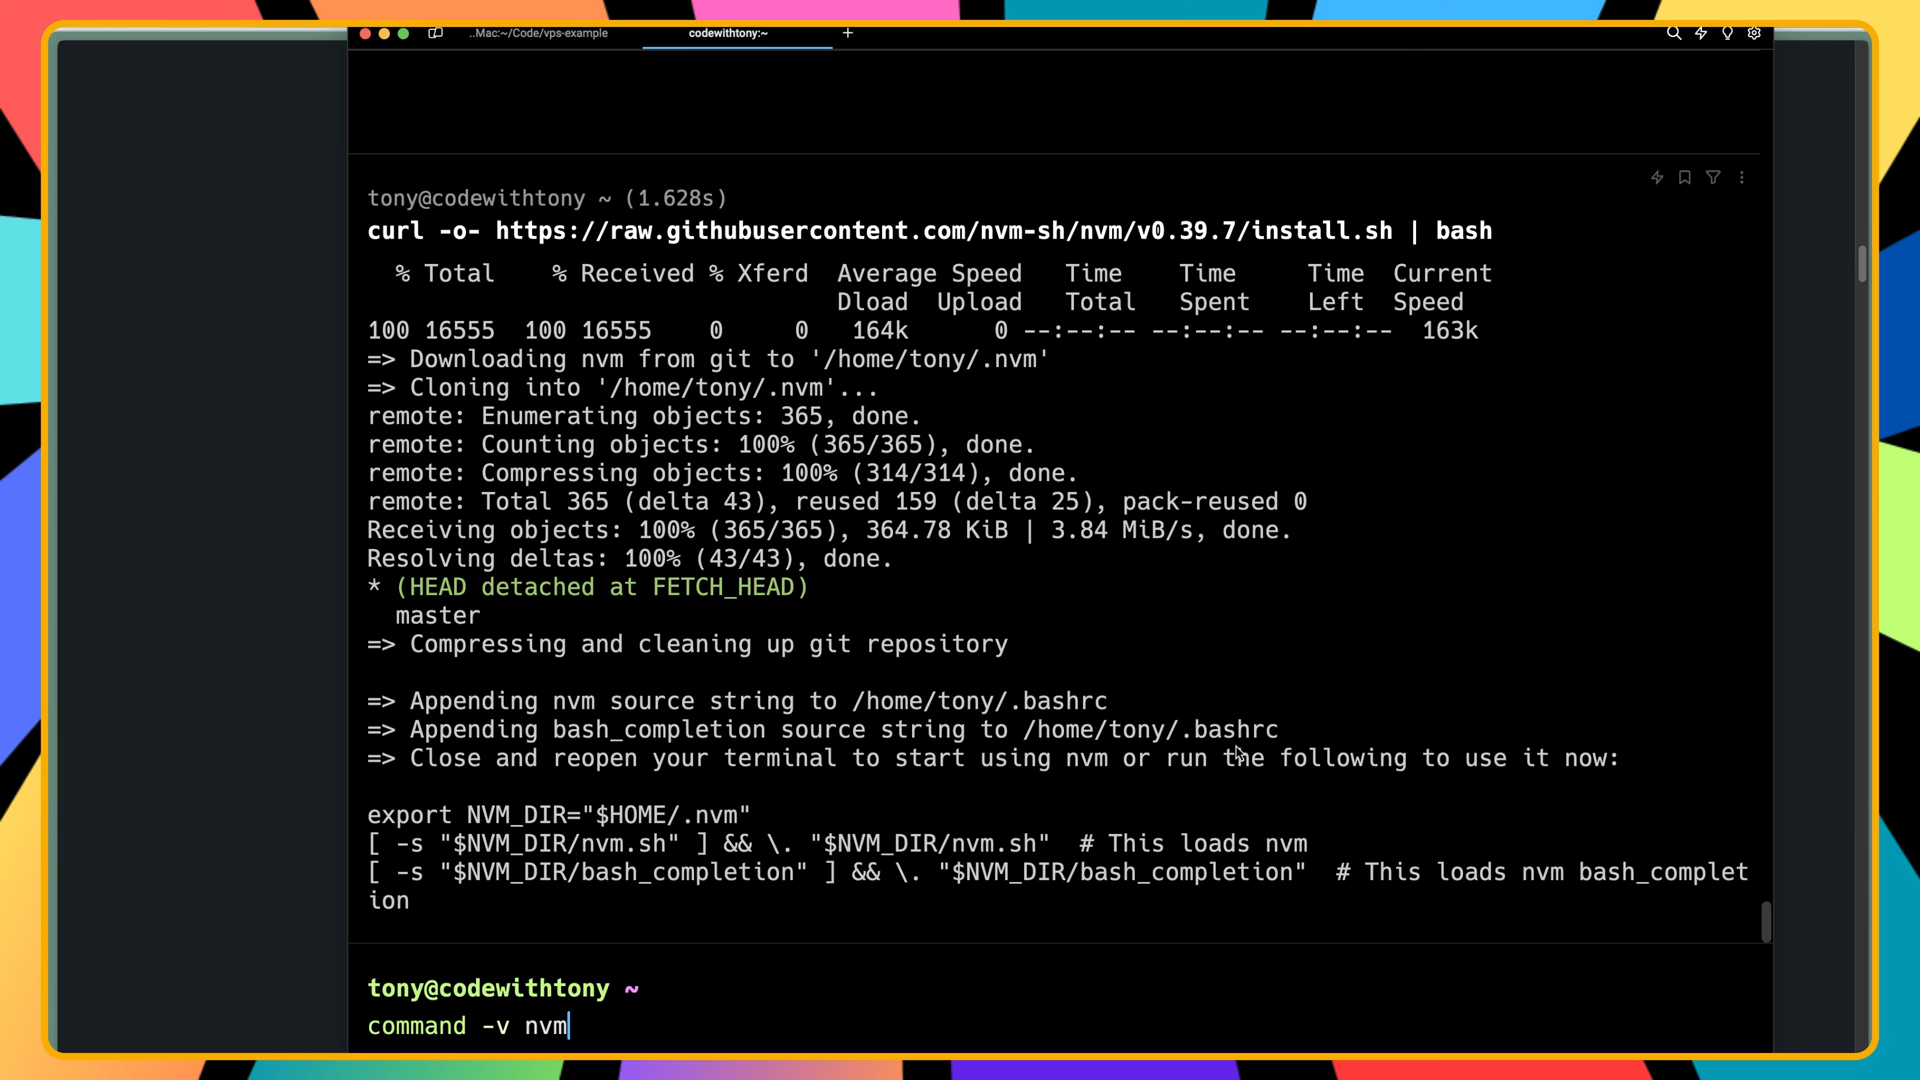 ..Mac:~/Code/vps-example
codewithtony:~
+
tony@codewithtony ~ (1.628s)
curl -o- https://raw.githubusercontent.com/nvm-sh/nvm/v0.39.7/install.sh | bash
% Total % Received % Xferd Average Speed Time Time Time Current
Dload Upload Total Spent Left Speed
100 16555 100 16555 0 0 164k 0 --:--:-- --:--:-- --:--:-- 163k
=> Downloading nvm from git to '/home/tony/.nvm'
=> Cloning into '/home/tony/.nvm'...
remote: Enumerating objects: 365, done.
remote: Counting objects: 100% (365/365), done.
remote: Compressing objects: 100% (314/314), done.
remote: Total 365 (delta 43), reused 159 (delta 25), pack-reused 0
Receiving objects: 100% (365/365), 364.78 KiB | 3.84 MiB/s, done.
Resolving deltas: 100% (43/43), done.
* (HEAD detached at FETCH_HEAD)
master
=> Compressing and cleaning up git repository
=> Appending nvm source string to /home/tony/.bashrc
=> Appending bash_completion source string to /home/tony/.bashrc
=> Close and reopen your terminal to start using nvm or run the following to use it now:
export NVM_DIR="$HOME/.nvm"
[ -s "$NVM_DIR/nvm.sh" ] && \. "$NVM_DIR/nvm.sh"  # This loads nvm
[ -s "$NVM_DIR/bash_completion" ] && \. "$NVM_DIR/bash_completion"  # This loads nvm bash_complet
ion
tony@codewithtony ~
command -v nvm